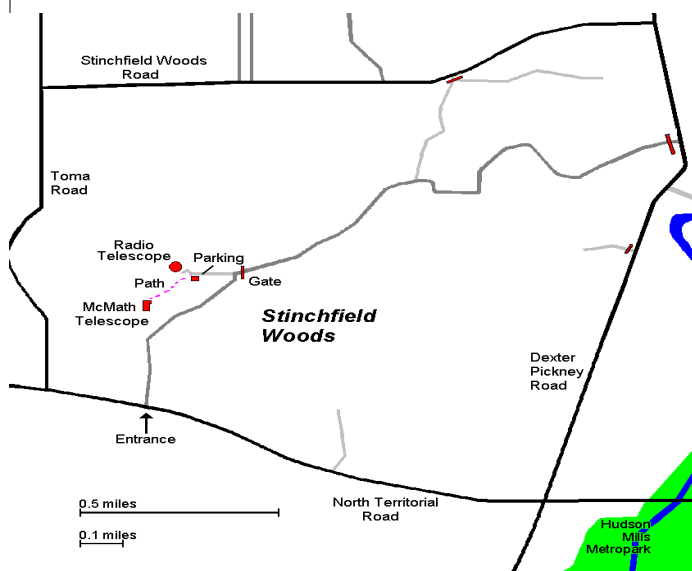 Stinchfield Woods
Road
Toma
Road
Radio
Telescope
Parking
Path
Gate
McMath
Telescope
Stinchfield
Woods
Dexter
Pickney
Road
Entrance
0.5 miles
North Territorial
Road
0.1 miles
Hudson
Mills
Metropark